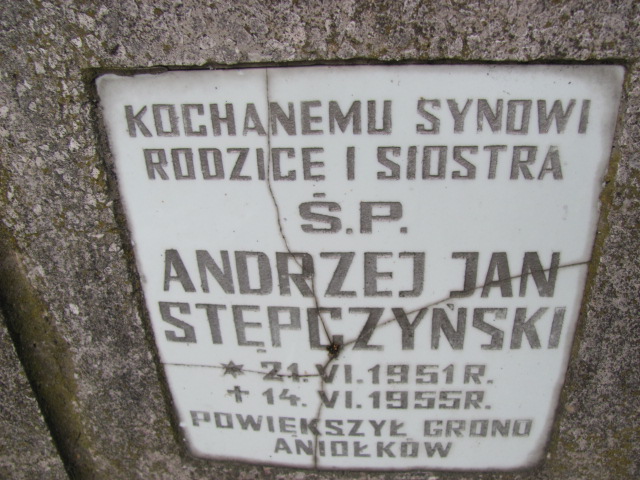 KOCHANEMU SYNOWI
RODZICE I SIOSTRA
Ś.P.
ANDRZEJ JAN
STĘPCZYŃSKI
* 21.VI.1951R.
+ 14.VI.1955R.
POWIĘKSZYŁ GRONO
ANIOŁKÓW